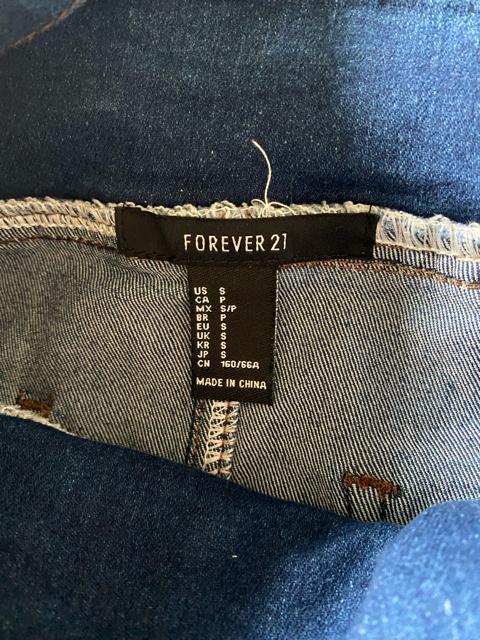 FOREVER 21
US S
CA P
MX S/P
BR P
EU S
UK S
KR S
JP S
CN 160/66A
MADE IN CHINA